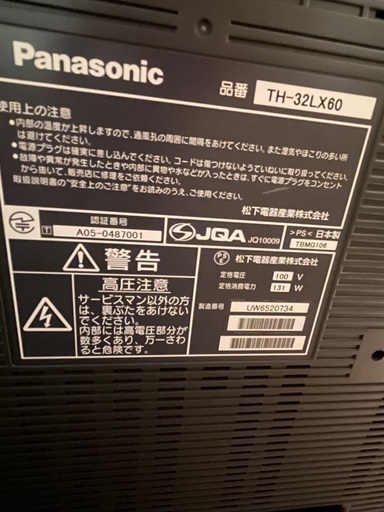 Panasonic
品番 TH-32LX60
使用上の注意
•内部の温度が上昇しますので、通風孔の周囲に間隔をあけてください。また湿気やほこりの多い所
は避けてください。
•電源プラグは確実に差し込んでください。コードは傷つけないようていねいに取り扱ってください。
•故障や異常が発生したときや内部に異物や水などが入ったときは、すぐに電源プラグをコンセント
から抜いて、販売店に修理をご依頼ください。
取扱説明書の"安全上のご注意"をお読みのうえ、ご使用ください。
松下電器産業株式会社
認証番号
A05-0487001
JQA JQ10009
>PS< 日本製
TBMG108
警告
高圧注意
サービスマン以外の方
は、裏ぶたをあけない
でください。
内部には高電圧部分が
数多くあり、万一さわ
ると危険です。
PSE 松下電器産業株式会社
定格電圧 100 V
定格消費電力 131 W
製造番号 UW6520734